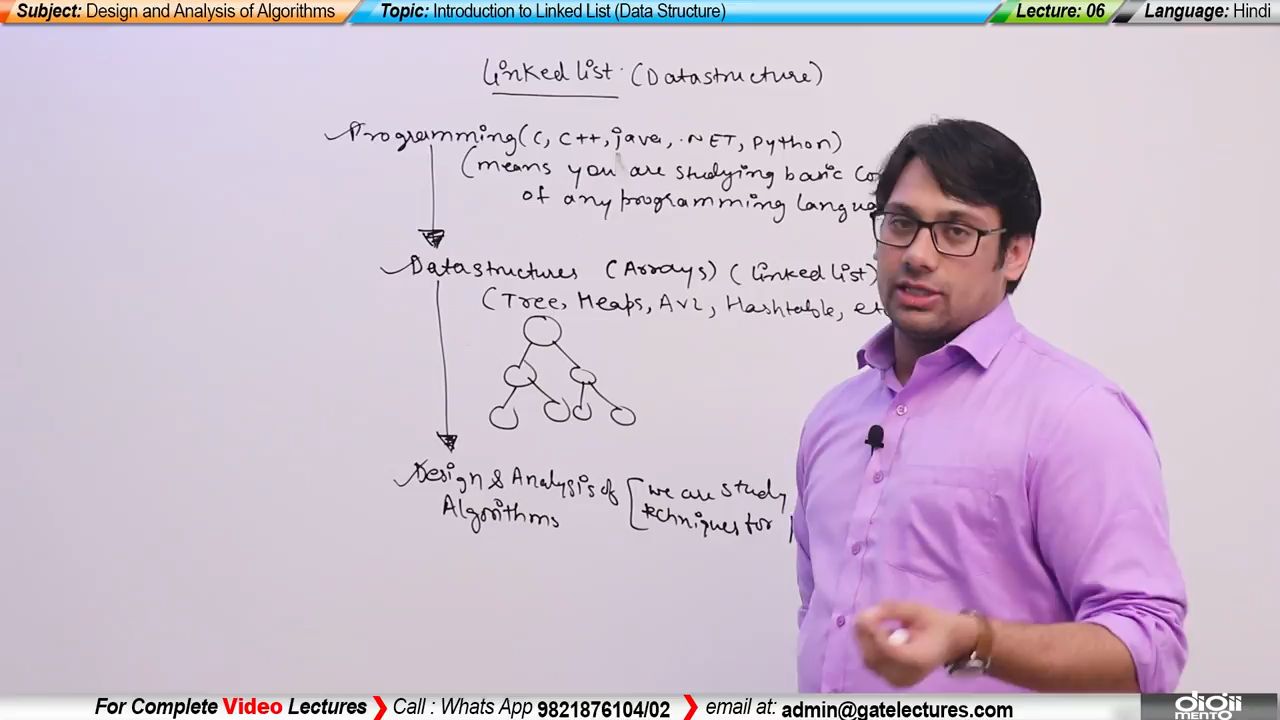 Subject: Design and Analysis of Algorithms
Topic: Introduction to Linked List (Data Structure)
Lecture: 06
Language: Hindi
Linked list. (Datastructure)
Programming (C, C++, java, .NET, Python)
(means you are studying basic
of any programming
Datastructures (Arrays) (Linked list)
(Tree, Heaps, AVL, Hashtable,
Design & Analysis of [we are study
Algorithms [techniques for
For Complete Video Lectures
Call : Whats App 9821876104/02
email at: admin@gatelectures.com
digii
MENTO